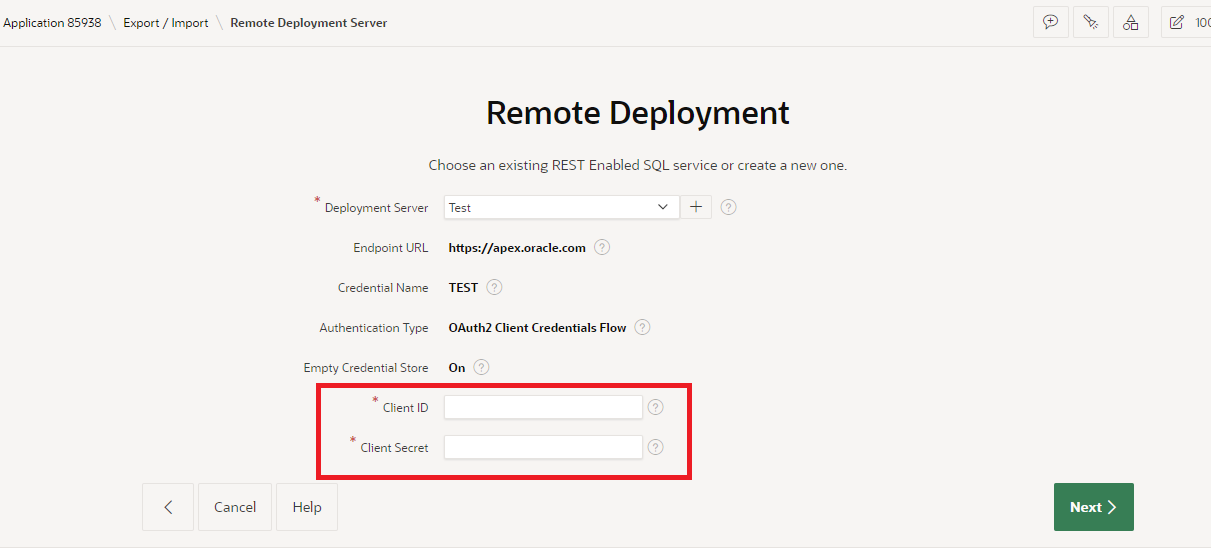 Application 85938 \ Export / Import \ Remote Deployment Server
100
Remote Deployment
Choose an existing REST Enabled SQL service or create a new one.
* Deployment Server Test + ?
Endpoint URL https://apex.oracle.com ?
Credential Name TEST ?
Authentication Type OAuth2 Client Credentials Flow ?
Empty Credential Store On ?
* Client ID ?
* Client Secret ?
Cancel Help Next